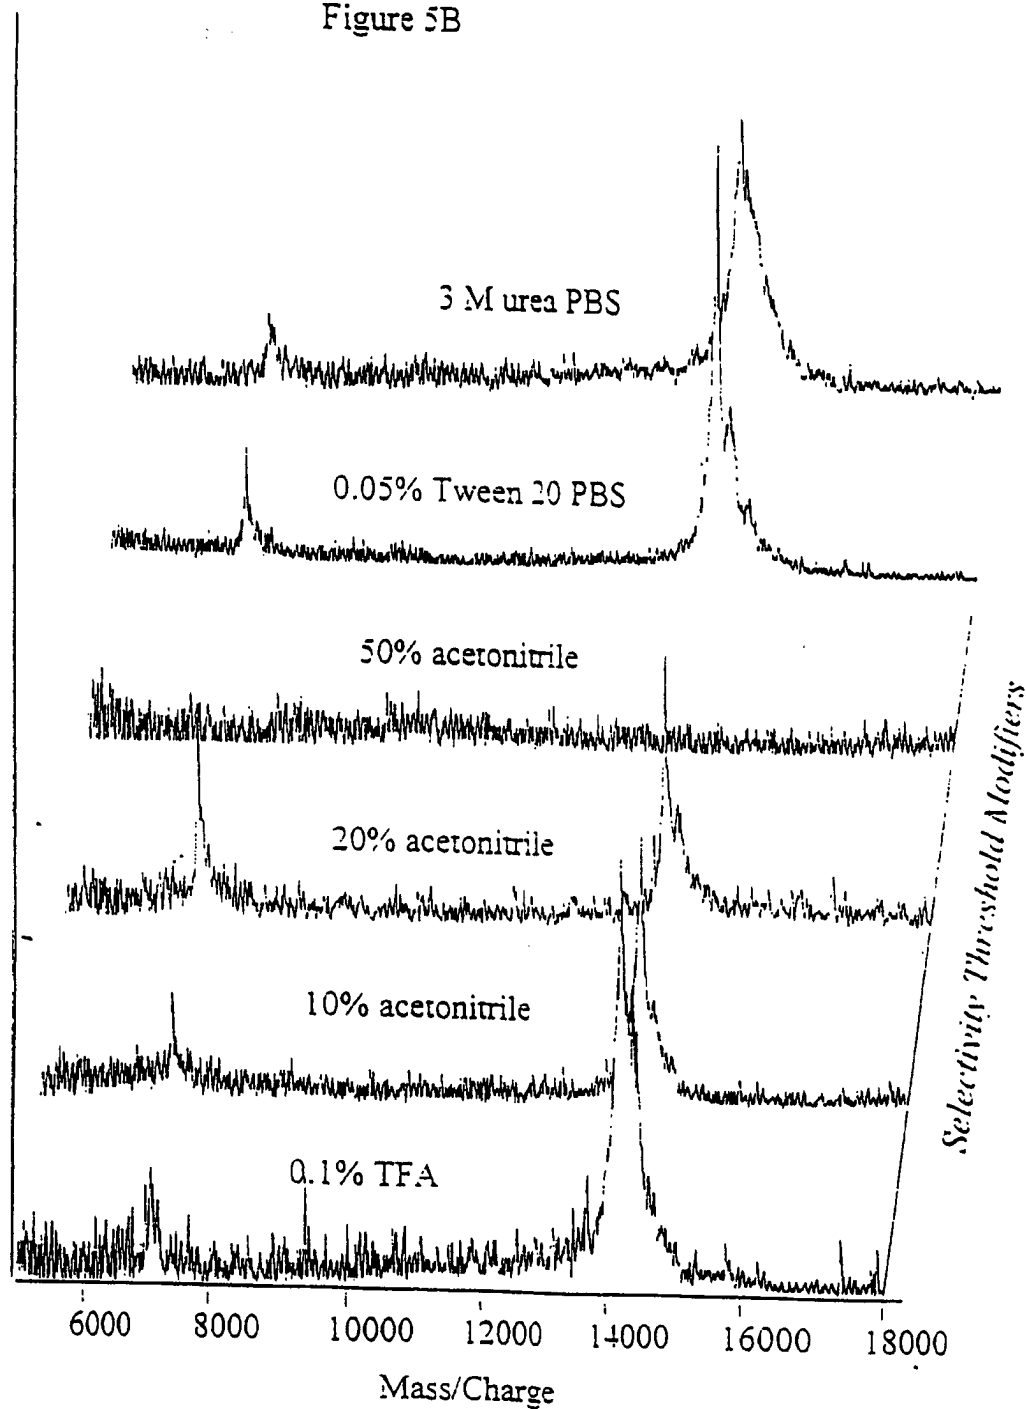 Figure 5B
3 M urea PBS
0.05% Tween 20 PBS
50% acetonitrile
20% acetonitrile
10% acetonitrile
0.1% TFA
Selectivity Threshold Modifiers
6000 8000 10000 12000 14000 16000 18000
Mass/Charge